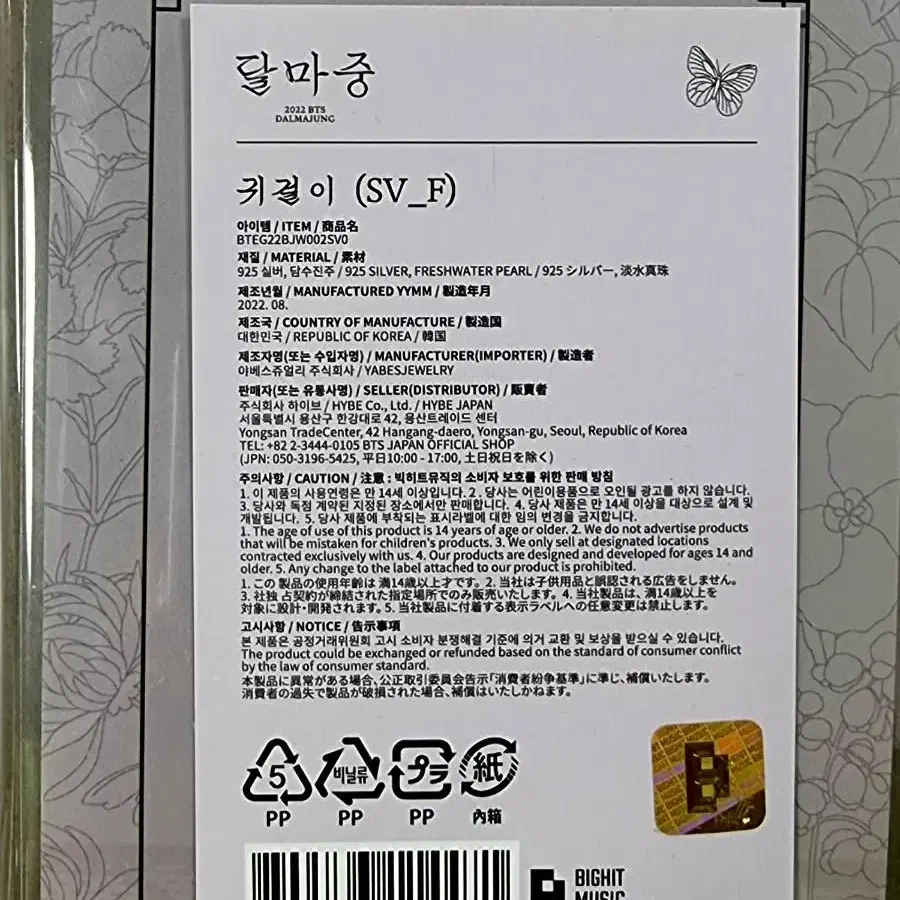 달마중
2022 BTS
DALMAJUNG
귀걸이 (SV_F)
아이템 / ITEM / 商品名
BTEG22BJW002SV0
재질 / MATERIAL / 素材
925 실버, 담수진주 / 925 SILVER, FRESHWATER PEARL / 925 シルバー, 淡水真珠
제조년월 / MANUFACTURED YYMM / 製造年月
2022. 08.
제조국 / COUNTRY OF MANUFACTURE / 製造国
대한민국 / REPUBLIC OF KOREA / 韓国
제조자명(또는 수입자명) / MANUFACTURER(IMPORTER) / 製造者
야베스쥬얼리 주식회사 / YABESJEWELRY
판매자(또는 유통사명) / SELLER(DISTRIBUTOR) / 販賣者
주식회사 하이브 / HYBE Co., Ltd. / HYBE JAPAN
서울특별시 용산구 한강대로 42, 용산트레이드 센터
Yongsan TradeCenter, 42 Hangang-daero, Yongsan-gu, Seoul, Republic of Korea
TEL: +82 2-3444-0105 BTS JAPAN OFFICIAL SHOP
(JPN: 050-3196-5425, 平日10:00 - 17:00, 土日祝日を除く)
주의사항 / CAUTION / 注意 : 빅히트뮤직의 소비자 보호를 위한 판매 방침
1. 이 제품의 사용연령은 만 14세 이상입니다. 2. 당사는 어린이용품으로 오인될 광고를 하지 않습니다.
3. 당사와 독점 계약된 지정된 장소에서만 판매합니다. 4. 당사 제품은 만 14세 이상을 대상으로 설계 및
개발됩니다. 5. 당사 제품에 부착되는 표시라벨에 대한 임의 변경을 금지합니다.
1. The age of use of this product is 14 years of age or older. 2. We do not advertise products
that will be mistaken for children's products. 3. We only sell at designated locations
contracted exclusively with us. 4. Our products are designed and developed for ages 14 and
older. 5. Any change to the label attached to our product is prohibited.
1. この 製品の使用年齢は 満14歳以上才です。 2. 当社は子供用品と誤認される広告をしません。
3. 社独 占契約が締結された指定場所でのみ販売いたします。 4. 当社製品は、満14歳以上を
対象に設計・開発されます。 5. 当社製品に付着する表示ラベルへの任意変更は禁止します。
고시사항 / NOTICE / 告示事項
본 제품은 공정거래위원회 고시 소비자 분쟁해결 기준에 의거 교환 및 보상을 받으실 수 있습니다.
The product could be exchanged or refunded based on the standard of consumer conflict
by the law of consumer standard.
本製品に異常がある場合、公正取引委員会告示「消費者紛争基準」に準じ、補償いたします。
消費者の過失で製品が破損された場合、補償はいたしかねます。
5 비닐류 プラ 紙
PP PP PP 內箱
BIGHIT MUSIC
BIGHIT
MUSIC